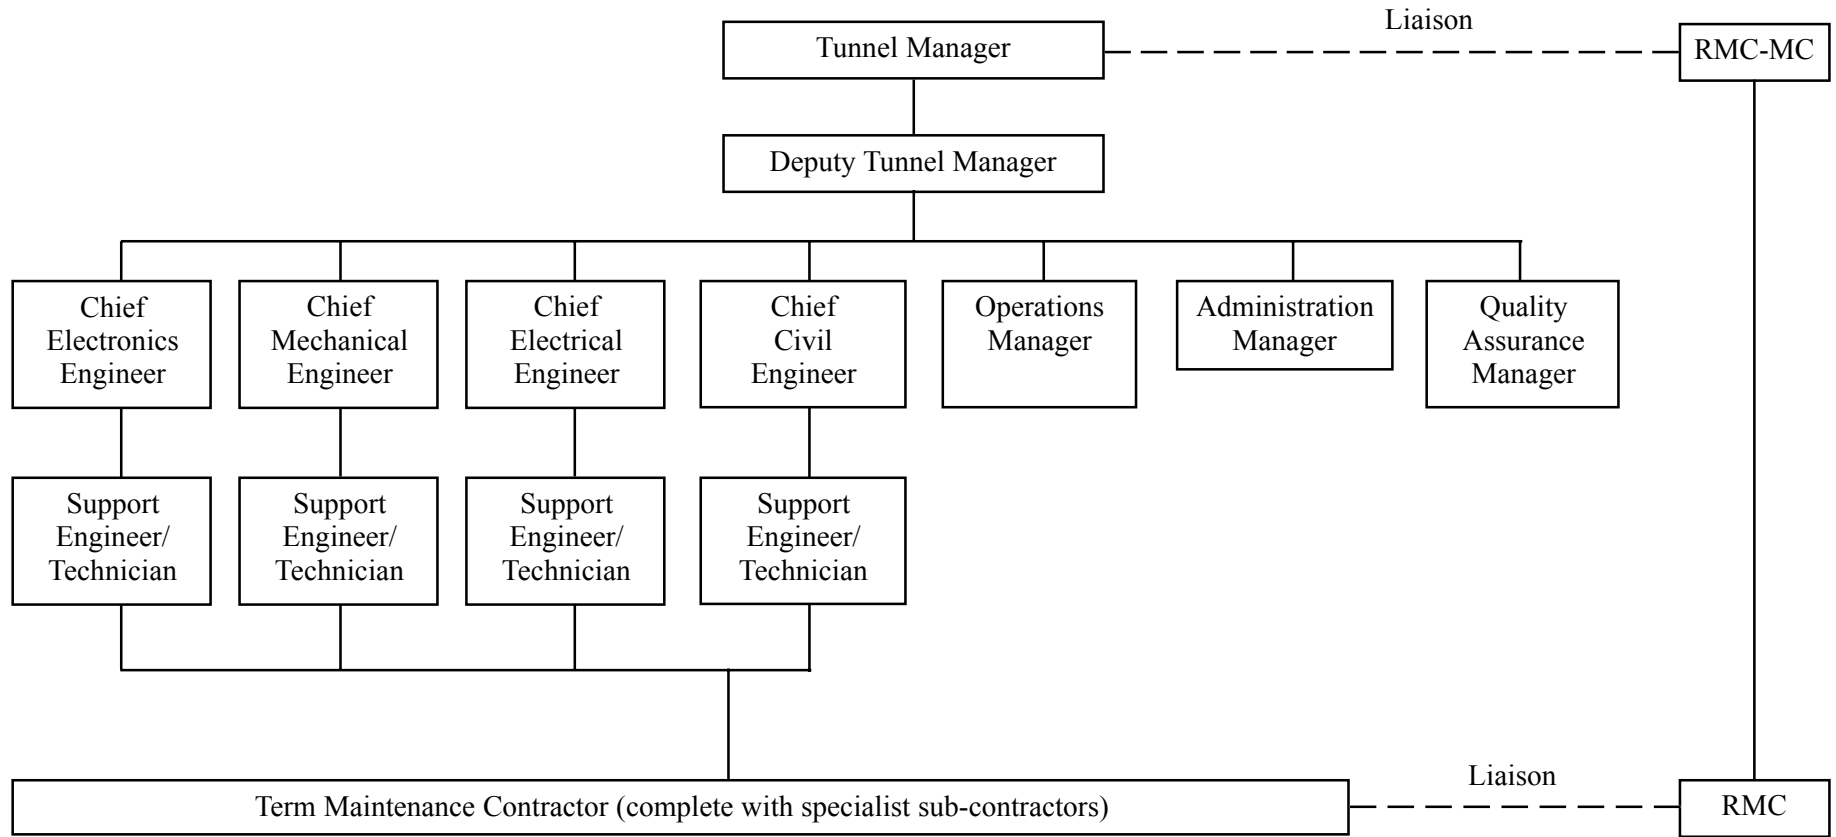 Liaison
Tunnel Manager
RMC-MC
Deputy Tunnel Manager
Chief
Electronics
Engineer
Chief
Mechanical
Engineer
Chief
Electrical
Engineer
Chief
Civil
Engineer
Operations
Manager
Administration
Manager
Quality
Assurance
Manager
Support
Engineer/
Technician
Support
Engineer/
Technician
Support
Engineer/
Technician
Support
Engineer/
Technician
Liaison
Term Maintenance Contractor (complete with specialist sub-contractors)
RMC